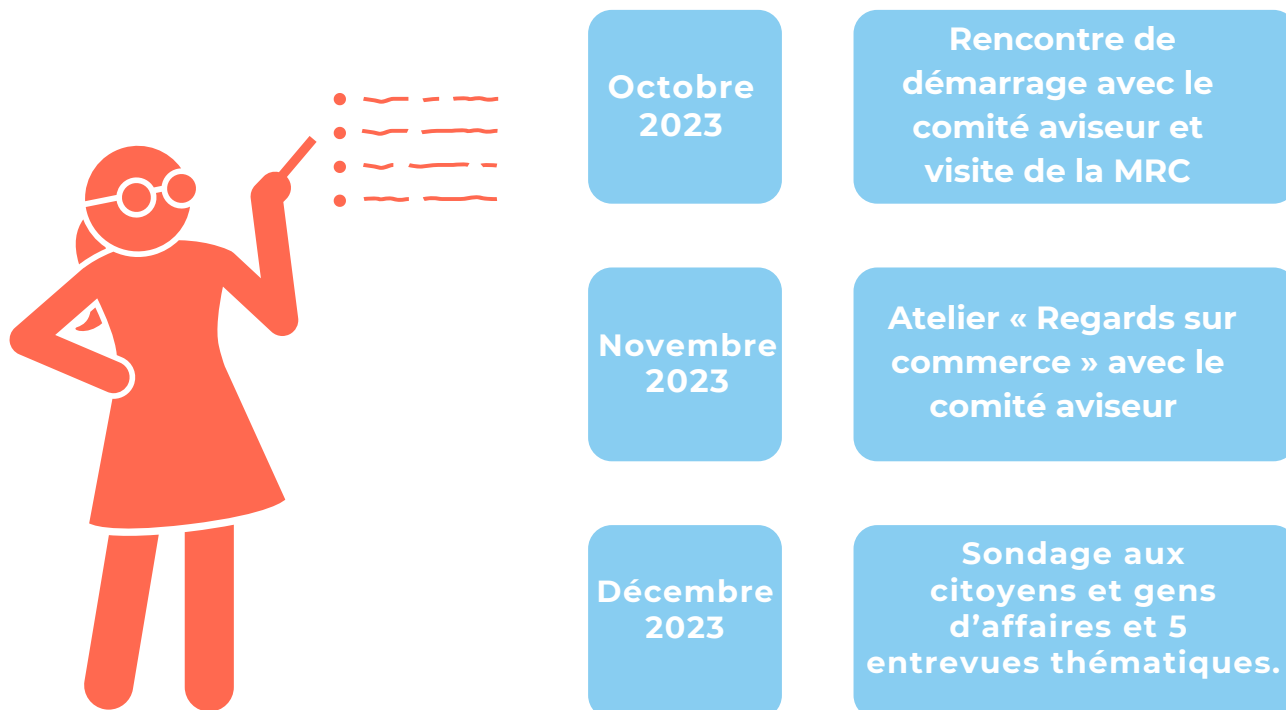 Octobre
2023
Rencontre de
démarrage avec le
comité aviseur et
visite de la MRC
Novembre
2023
Atelier « Regards sur
commerce » avec le
comité aviseur
Décembre
2023
Sondage aux
citoyens et gens
d’affaires et 5
entrevues thématiques.